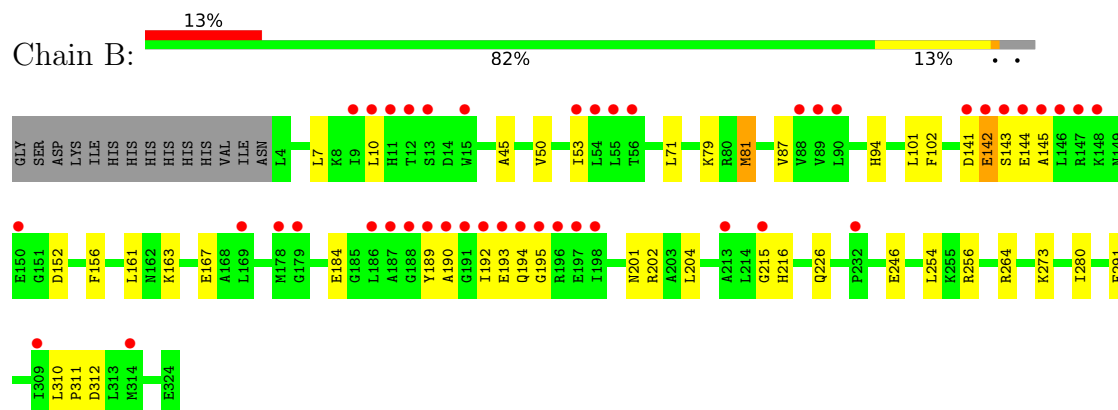 13%
Chain B:
82% 13% • •
GLY SER ASP LYS ILE HIS HIS HIS HIS HIS HIS VAL ILE ASN L4 L7 K8 I9 L10 H11 T12 S13 D14 W15 A45 V50 I53 L54 L55 T56 L71 K79 R80 M81 V87 V88 V89 L90 H94 L101 F102 D141 E142 S143 E144 A145 L146 R147 K148 N149
E150 G151 D152 F156 L161 N162 K163 E167 A168 L169 M178 G179 E184 G185 L186 A187 G188 Y189 A190 G191 I192 E193 Q194 G195 R196 E197 I198 N201 R202 A203 L204 A213 L214 G215 H216 Q226 P232 E246 L254 K255 R256 R264 K273 I280
I309 L310 P311 D312 L313 M314 E324